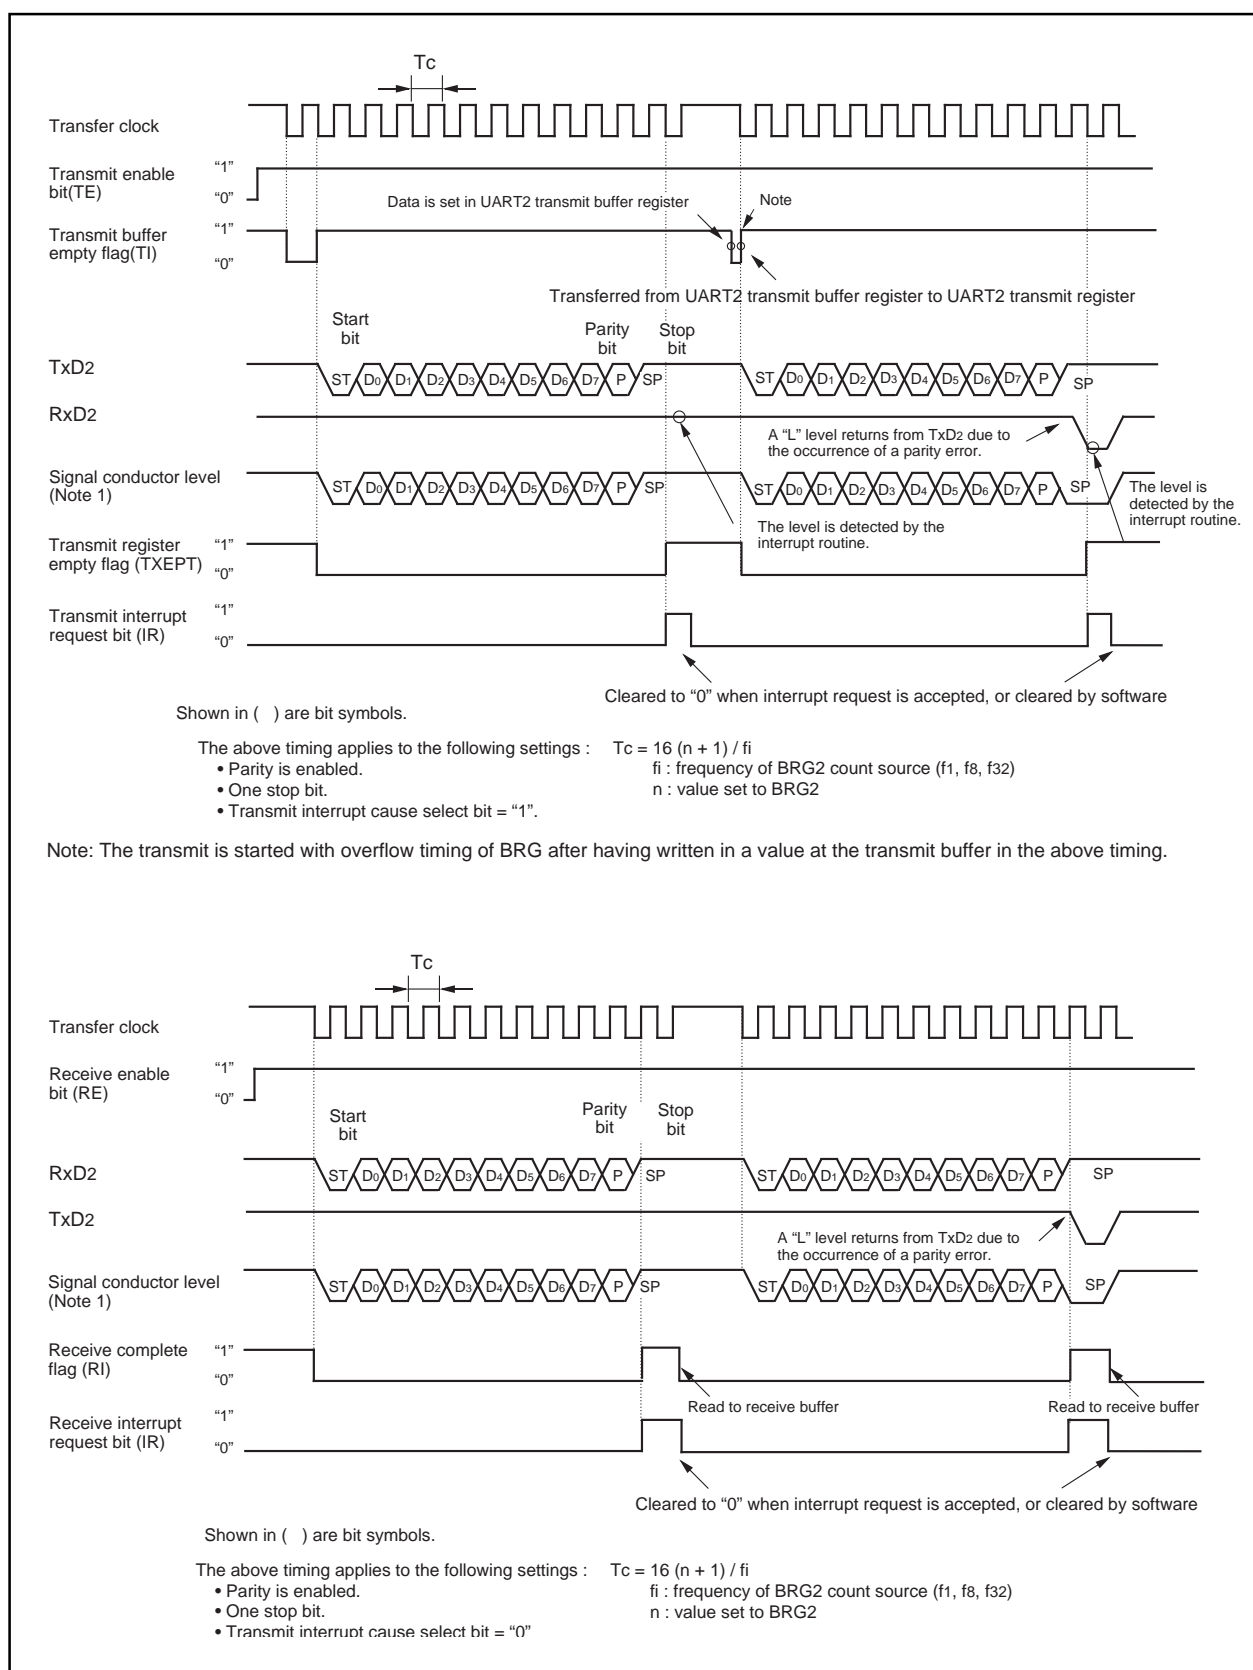 Tc
Transfer clock
Transmit enable
bit(TE)
“1”
“0”
Data is set in UART2 transmit buffer register
Note
Transmit buffer
empty flag(TI)
“1”
“0”
Transferred from UART2 transmit buffer register to UART2 transmit register
Start
bit
Parity
bit
Stop
bit
TxD2
ST D0 D1 D2 D3 D4 D5 D6 D7 P SP
ST D0 D1 D2 D3 D4 D5 D6 D7 P SP
RxD2
A “L” level returns from TxD2 due to
the occurrence of a parity error.
Signal conductor level
(Note 1)
ST D0 D1 D2 D3 D4 D5 D6 D7 P SP
ST D0 D1 D2 D3 D4 D5 D6 D7 P SP
The level is
detected by the
interrupt routine.
The level is detected by the
interrupt routine.
Transmit register
empty flag (TXEPT)
“1”
“0”
Transmit interrupt
request bit (IR)
“1”
“0”
Cleared to “0” when interrupt request is accepted, or cleared by software
Shown in ( ) are bit symbols.
The above timing applies to the following settings :
• Parity is enabled.
• One stop bit.
• Transmit interrupt cause select bit = “1”.
Tc = 16 (n + 1) / fi
fi : frequency of BRG2 count source (f1, f8, f32)
n : value set to BRG2
Note: The transmit is started with overflow timing of BRG after having written in a value at the transmit buffer in the above timing.
Tc
Transfer clock
Receive enable
bit (RE)
“1”
“0”
Start
bit
Parity
bit
Stop
bit
RxD2
ST D0 D1 D2 D3 D4 D5 D6 D7 P SP
ST D0 D1 D2 D3 D4 D5 D6 D7 P SP
TxD2
A “L” level returns from TxD2 due to
the occurrence of a parity error.
Signal conductor level
(Note 1)
ST D0 D1 D2 D3 D4 D5 D6 D7 P SP
ST D0 D1 D2 D3 D4 D5 D6 D7 P SP
Receive complete
flag (RI)
“1”
“0”
Read to receive buffer
Read to receive buffer
Receive interrupt
request bit (IR)
“1”
“0”
Cleared to “0” when interrupt request is accepted, or cleared by software
Shown in ( ) are bit symbols.
The above timing applies to the following settings :
• Parity is enabled.
• One stop bit.
• Transmit interrupt cause select bit = “0”
Tc = 16 (n + 1) / fi
fi : frequency of BRG2 count source (f1, f8, f32)
n : value set to BRG2